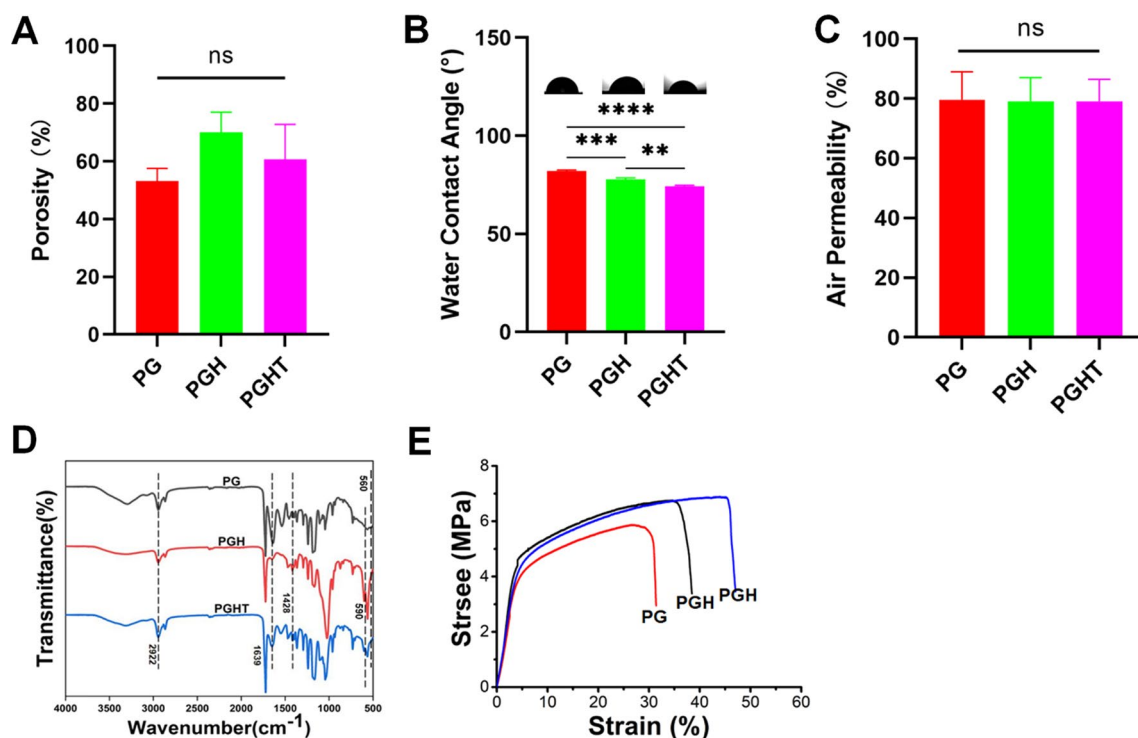 A
Porosity (%)
100
80
60
40
20
0
ns
PG
PGH
PGHT
B
Water Contact Angle (°)
150
100
50
0
****
***
**
PG
PGH
PGHT
C
Air Permeability (%)
100
80
60
40
20
0
ns
PG
PGH
PGHT
D
Transmittance(%)
PG
PGH
PGHT
2922
1639
1428
590
560
4000
3500
3000
2500
2000
1500
1000
500
Wavenumber(cm⁻¹)
E
Strsee (MPa)
8
6
4
2
0
PG
PGH
PGH
0
10
20
30
40
50
60
Strain (%)